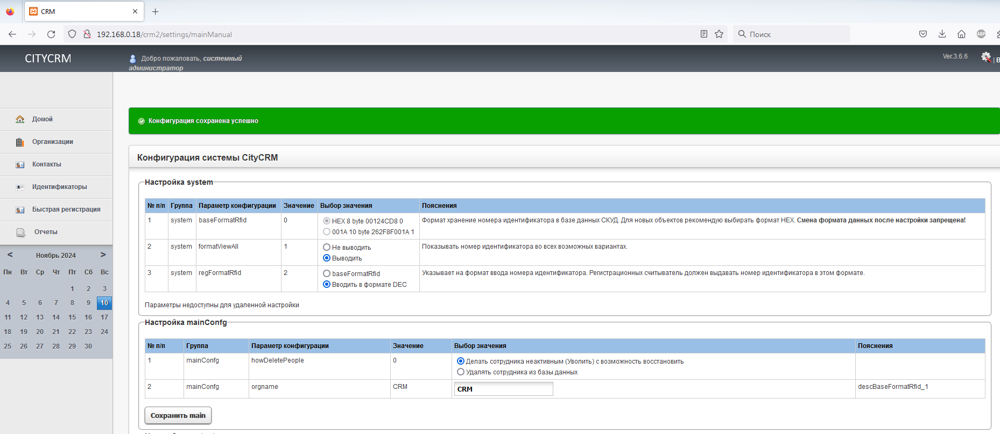 CRM
192.168.0.18/crm2/settings/mainManual
Поиск
ABP
CITYCRM
Добро пожаловать, системный
администратор
Ver.3.6.6
| В
Домой
Организации
Контакты
Идентификаторы
Быстрая регистрация
Отчеты
< Ноябрь 2024 >
Пн Вт Ср Чт Пт Сб Вс
1 2 3
4 5 6 7 8 9 10
11 12 13 14 15 16 17
18 19 20 21 22 23 24
25 26 27 28 29 30
Конфигурация сохранена успешно
Конфигурация системы CityCRM
Настройка system
№ п/п Группа Параметр конфигурации Значение Выбор значения Пояснения
1 system baseFormatRfid 0 HEX 8 byte 00124CD8 0 Формат хранение номера идентификатора в базе данных СКУД. Для новых объектов рекомендую выбирать формат HEX. Смена формата данных после настройки запрещена!
001A 10 byte 262F8F001A 1
2 system formatViewAll 1 Не выводить Показывать номер идентификатора во всех возможных вариантах.
Выводить
3 system regFormatRfid 2 baseFormatRfid Указывает на формат ввода номера идентификатора. Регистрационных считыватель должен выдавать номер идентификатора в этом формате.
Вводить в формате DEC
Параметры недоступны для удаленной настройки
Настройка mainConfg
№ п/п Группа Параметр конфигурации Значение Выбор значения Пояснения
1 mainConfg howDeletePeople 0 Делать сотрудника неактивным (Уволить) с возможность восстановить
Удалять сотрудника из базы данных
2 mainConfg orgname CRM CRM descBaseFormatRfid_1
Сохранить main